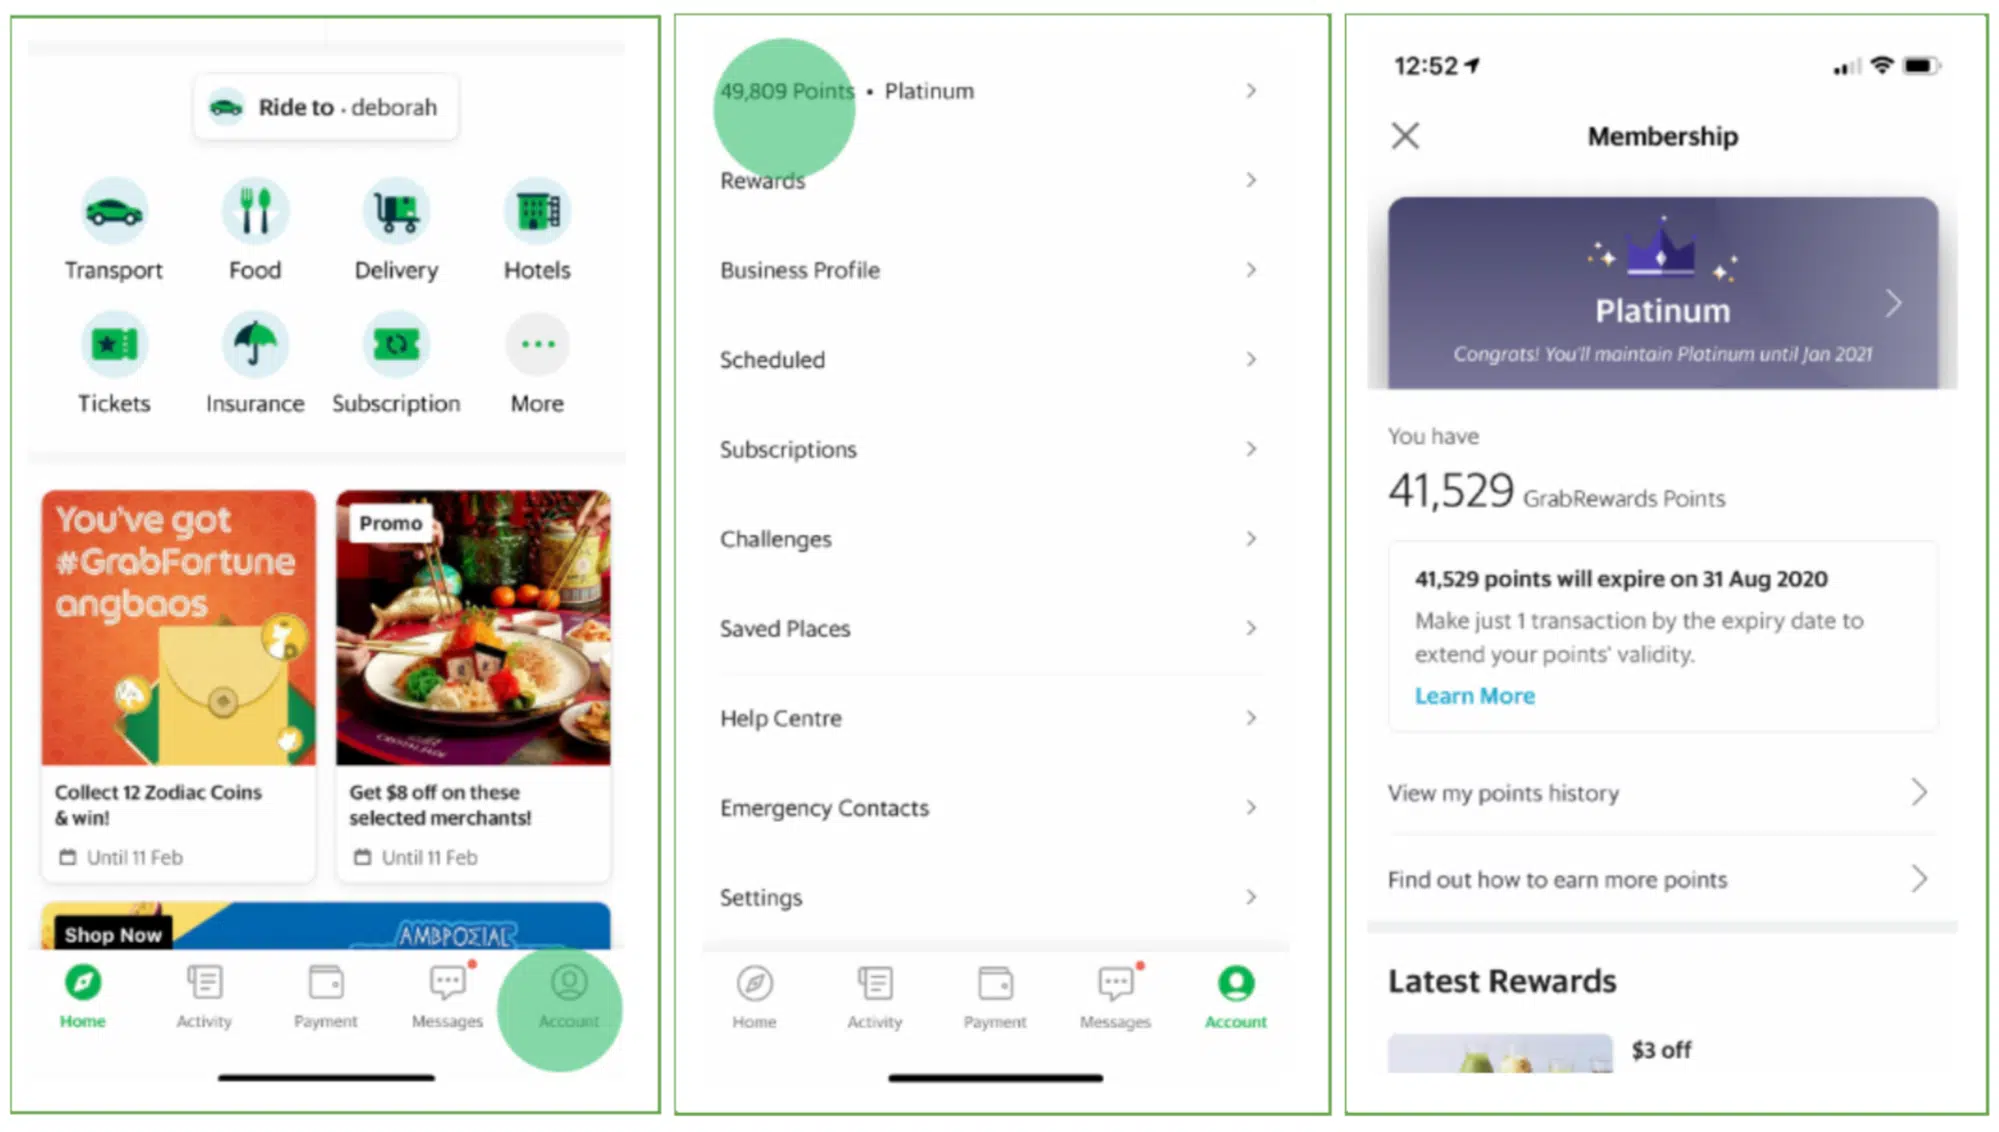 Ride to · deborah
Transport
Food
Delivery
Hotels
Tickets
Insurance
Subscription
More
You've got
#GrabFortune
angbaos
Promo
Collect 12 Zodiac Coins
& win!
Until 11 Feb
Get $8 off on these
selected merchants!
Until 11 Feb
Shop Now
Home
Activity
Payment
Messages
Account
49,809 Points • Platinum
Rewards
Business Profile
Scheduled
Subscriptions
Challenges
Saved Places
Help Centre
Emergency Contacts
Settings
Home
Activity
Payment
Messages
Account
12:52
Membership
Platinum
Congrats! You'll maintain Platinum until Jan 2021
You have
41,529 GrabRewards Points
41,529 points will expire on 31 Aug 2020
Make just 1 transaction by the expiry date to
extend your points' validity.
Learn More
View my points history
Find out how to earn more points
Latest Rewards
$3 off